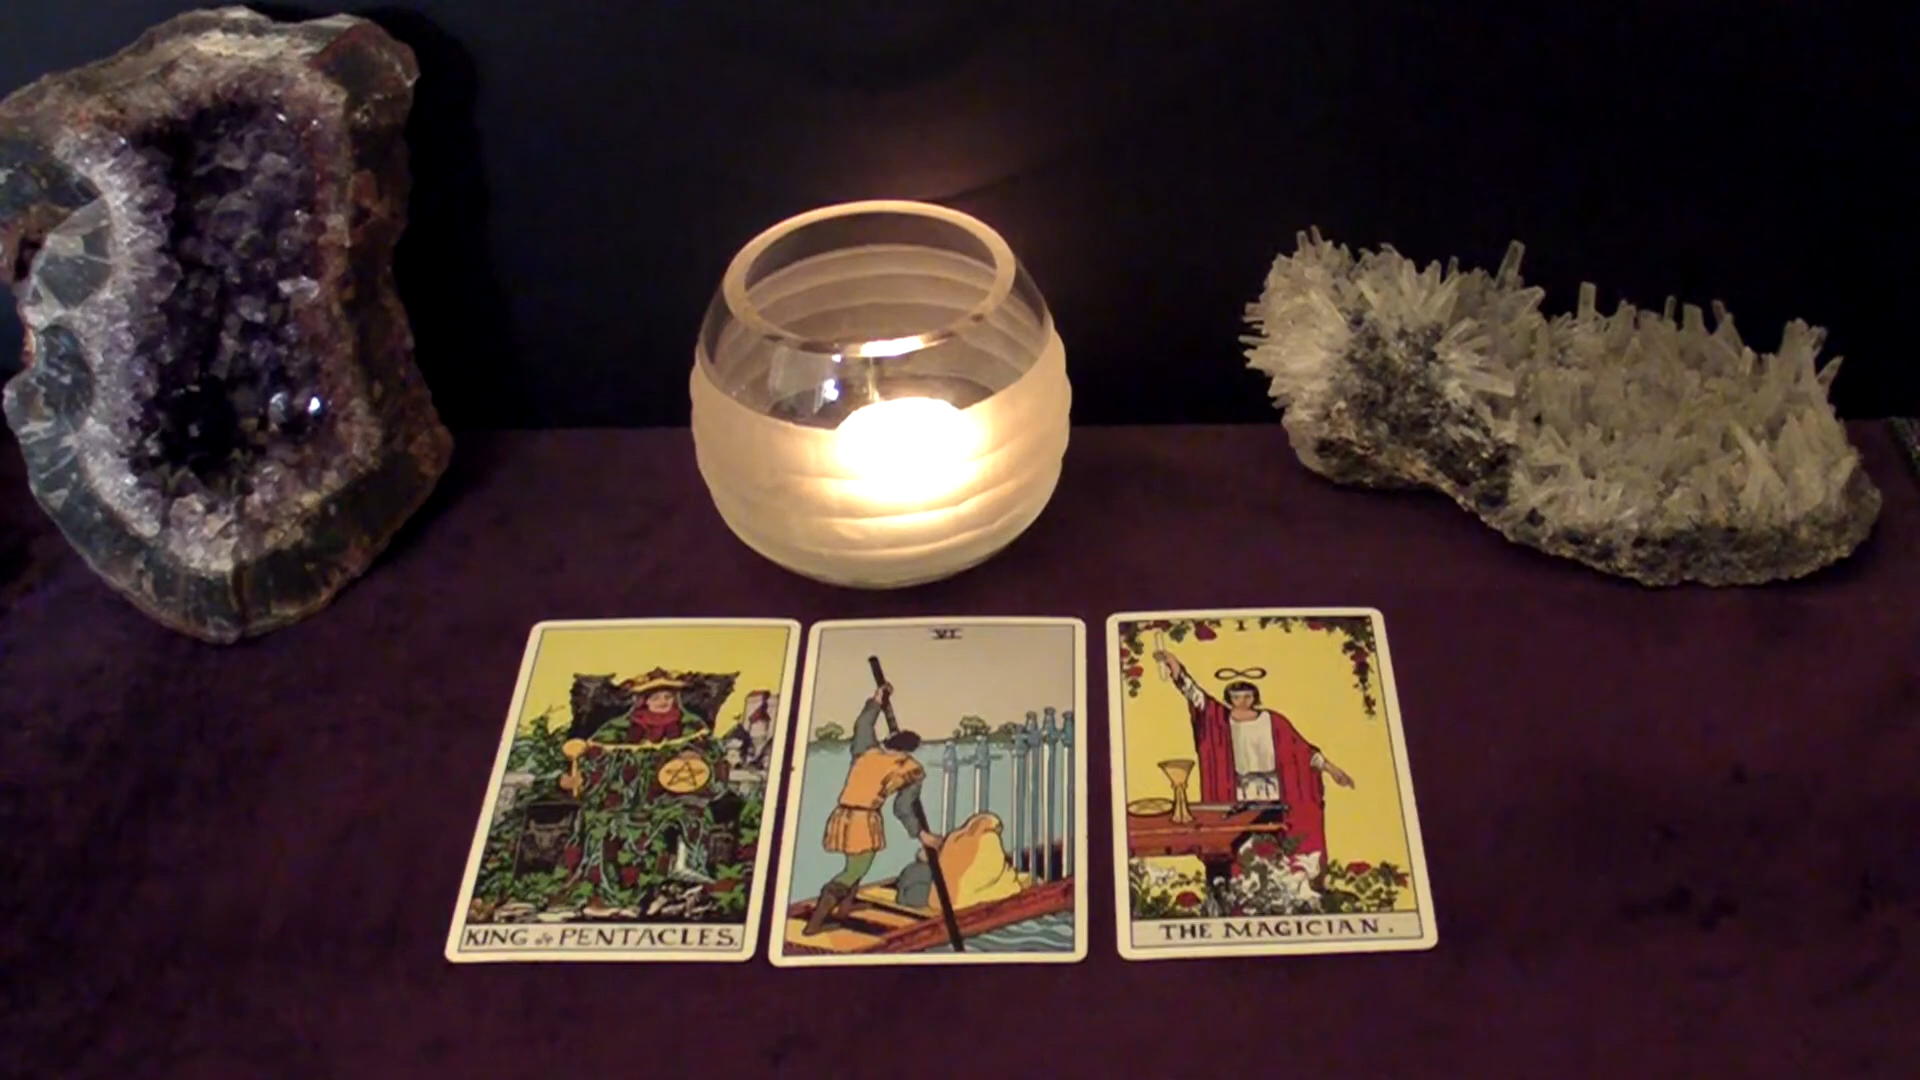 KING of PENTACLES.
VI
I
THE MAGICIAN.